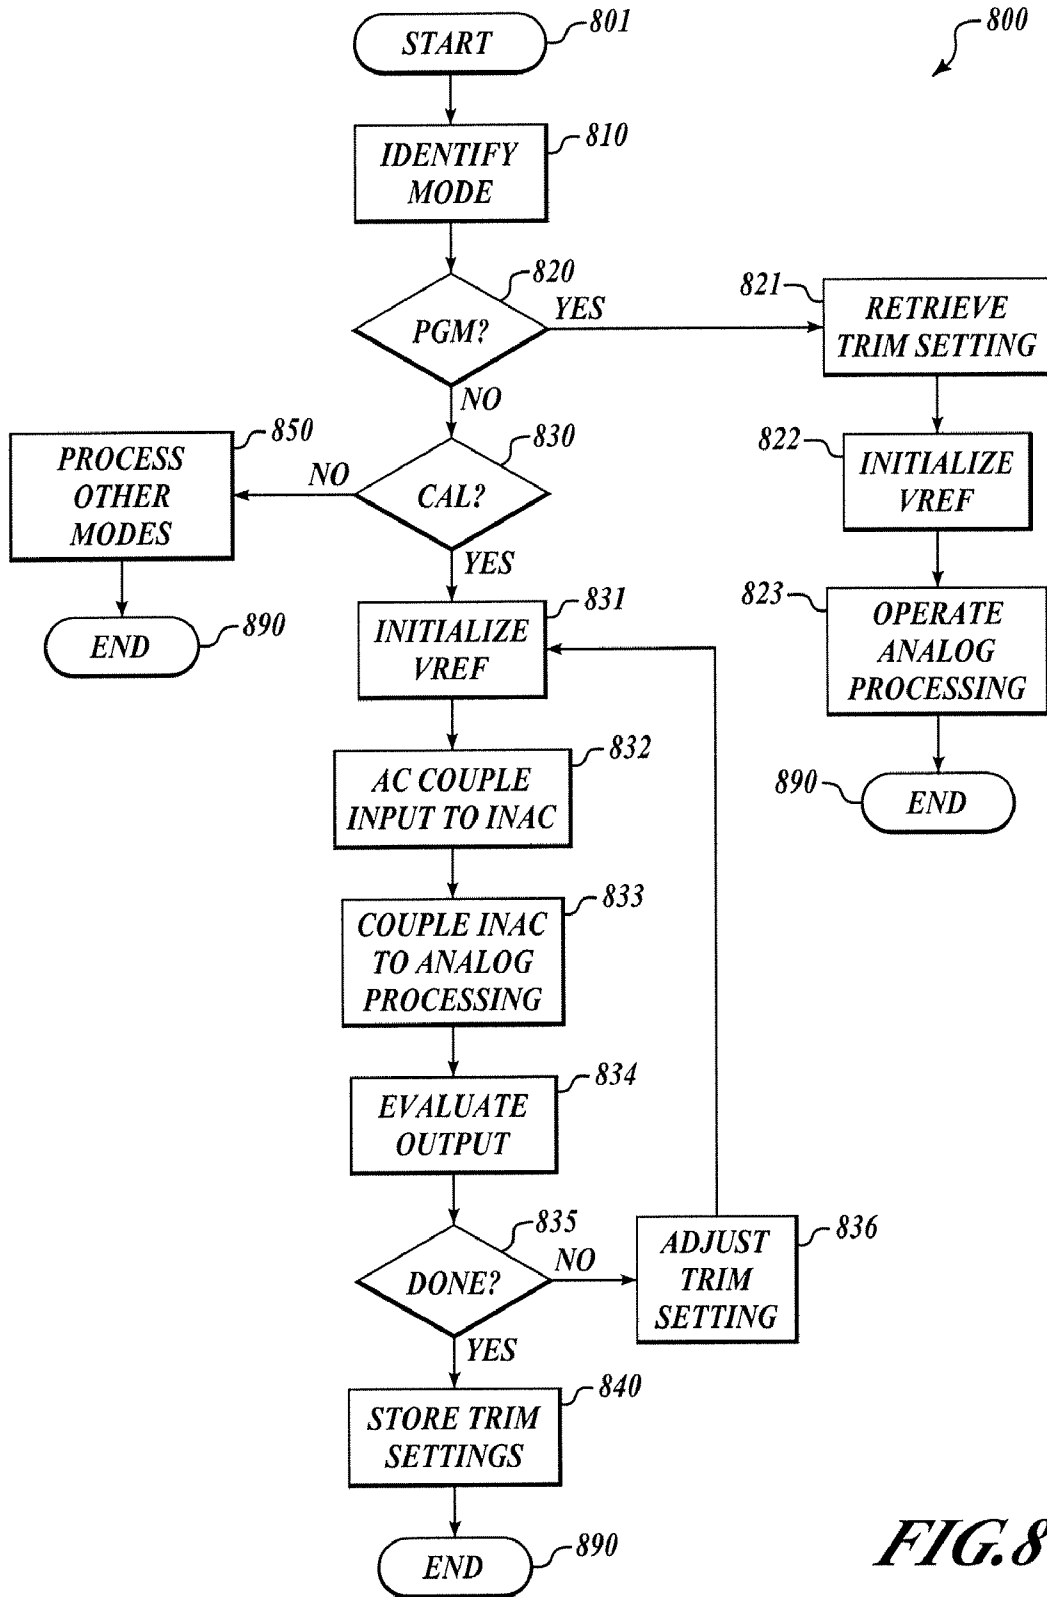 START
801
800
IDENTIFY
MODE
810
PGM?
820
YES
NO
821
RETRIEVE
TRIM SETTING
822
INITIALIZE
VREF
823
OPERATE
ANALOG
PROCESSING
890
END
CAL?
830
NO
YES
850
PROCESS
OTHER
MODES
END
890
INITIALIZE
VREF
831
AC COUPLE
INPUT TO INAC
832
COUPLE INAC
TO ANALOG
PROCESSING
833
EVALUATE
OUTPUT
834
DONE?
835
NO
YES
ADJUST
TRIM
SETTING
836
STORE TRIM
SETTINGS
840
END
890
FIG.8